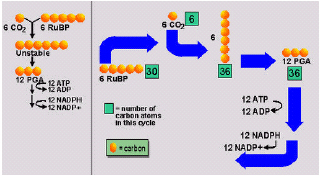 6 CO2 6 RuBP
Unstable
12 PGA
12 ATP
12 ADP
12 NADPH
12 NADP+
6 CO2 6
6
6 RuBP 30
36
12 PGA
36
= number of
carbon atoms
in this cycle
= carbon
12 ATP
12 ADP
12 NADPH
12 NADP+